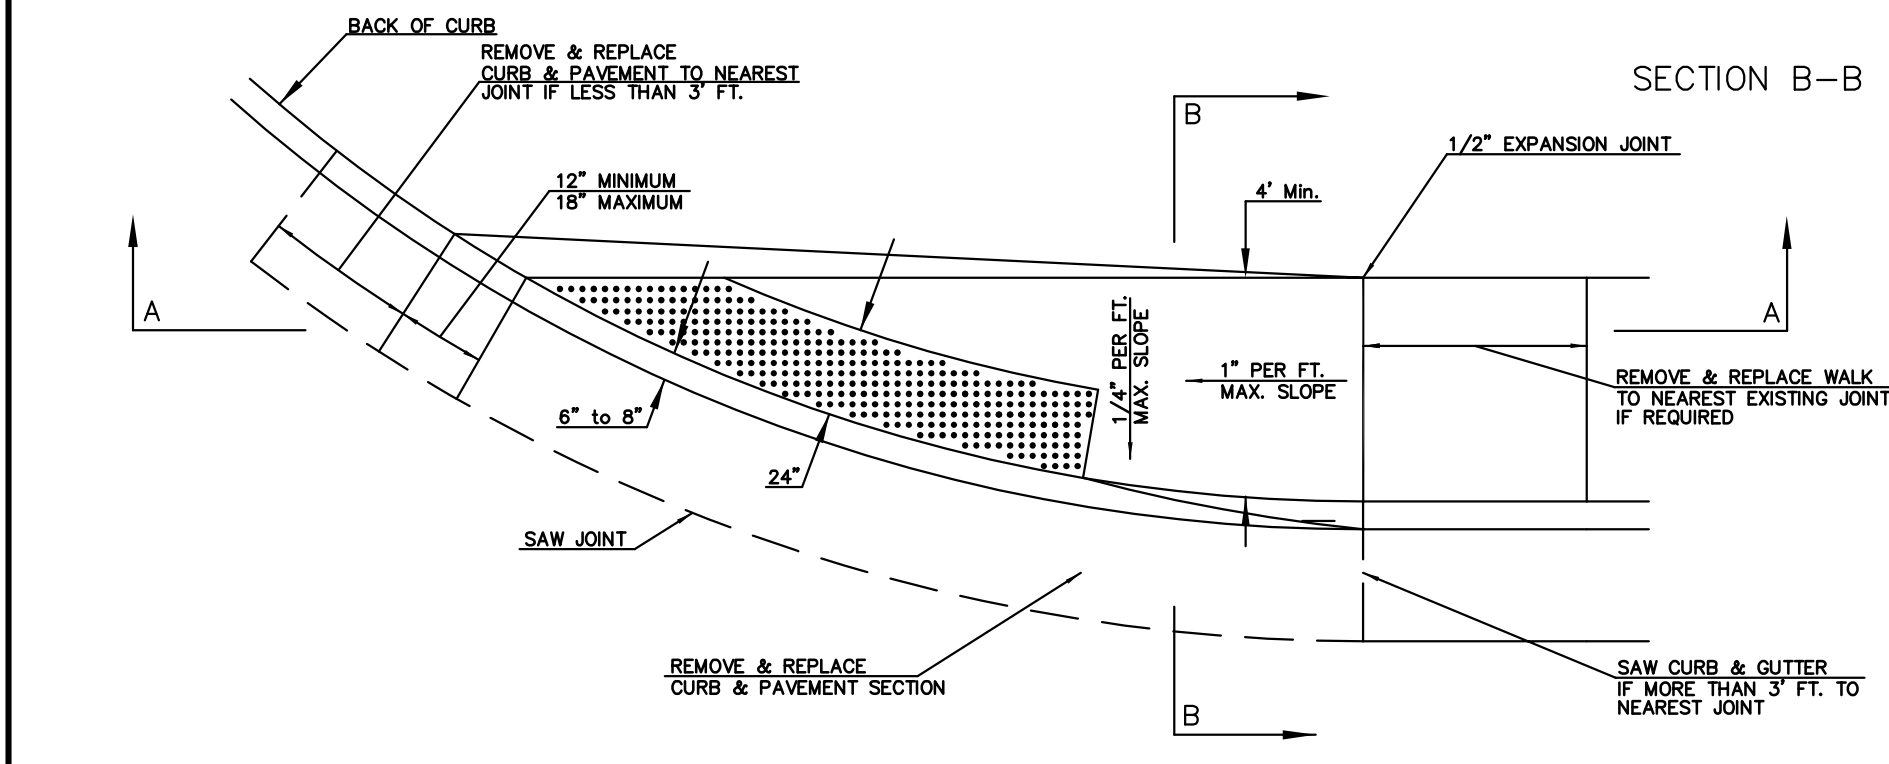 BACK OF CURB
REMOVE & REPLACE
CURB & PAVEMENT TO NEAREST
JOINT IF LESS THAN 3' FT.
SECTION B-B
B
1/2" EXPANSION JOINT
12" MINIMUM
18" MAXIMUM
4' Min.
A
A
1/4" PER FT.
MAX. SLOPE
1" PER FT.
MAX. SLOPE
REMOVE & REPLACE WALK
TO NEAREST EXISTING JOINT
IF REQUIRED
6" to 8"
24"
SAW JOINT
REMOVE & REPLACE
CURB & PAVEMENT SECTION
SAW CURB & GUTTER
IF MORE THAN 3' FT. TO
NEAREST JOINT
B